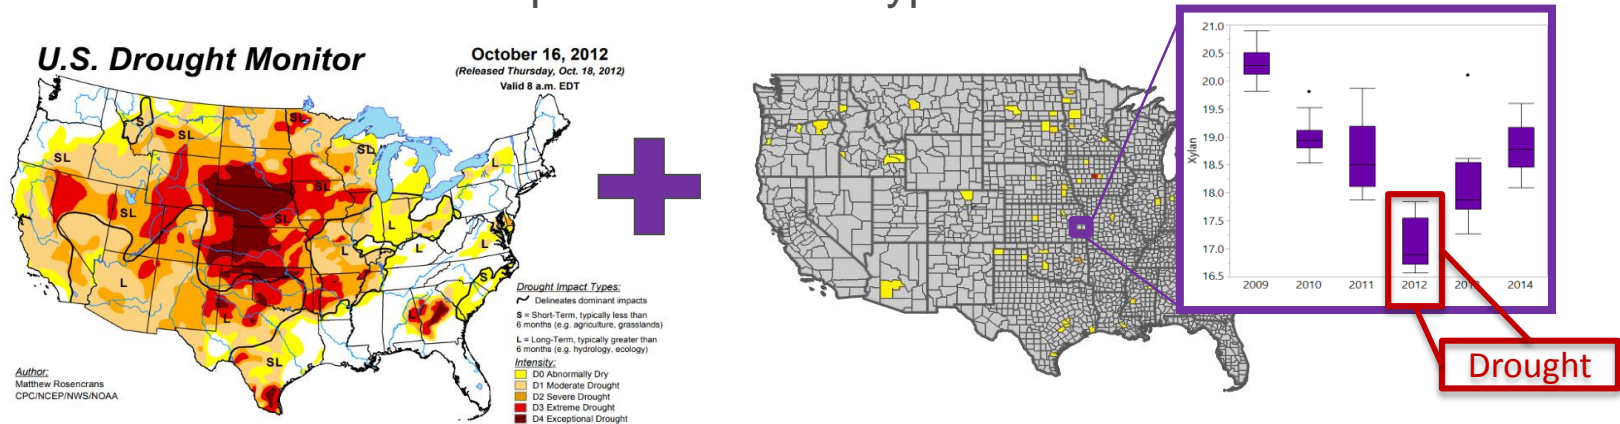 U.S. Drought Monitor
October 16, 2012
(Released Thursday, Oct. 18, 2012)
Valid 8 a.m. EDT
S
SL
SL
SL
SL
SL
SL
SL
L
L
L
L
L
L
S
L
L
L
SL
Drought Impact Types:
Delineates dominant impacts
S = Short-Term, typically less than
6 months (e.g. agriculture, grasslands)
L = Long-Term, typically greater than
6 months (e.g. hydrology, ecology)
Intensity:
D0 Abnormally Dry
D1 Moderate Drought
D2 Severe Drought
D3 Extreme Drought
D4 Exceptional Drought
Author:
Matthew Rosencrans
CPC/NCEP/NWS/NOAA
Xylan
21.0
20.5
20.0
19.5
19.0
18.5
18.0
17.5
17.0
16.5
2009 2010 2011 2012 2013 2014
Drought